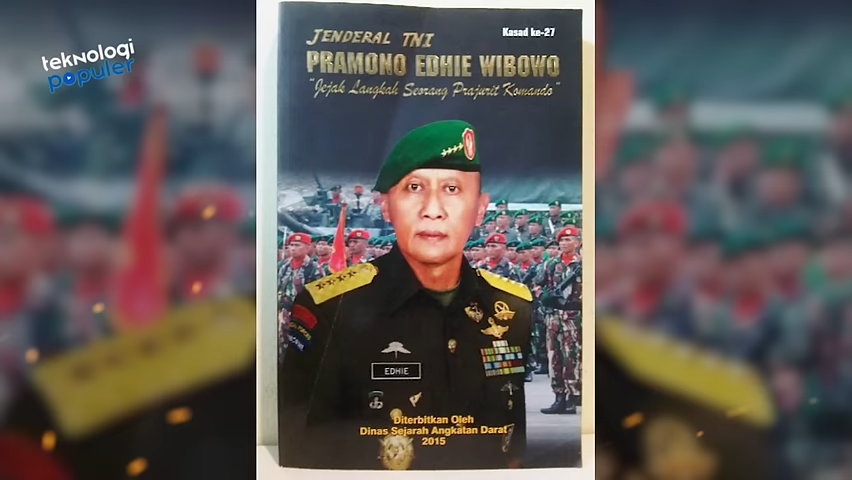 teknologi
populer
JENDERAL TNI
Kasad ke-27
PRAMONO EDHIE WIBOWO
"Jejak Langkah Seorang Prajurit Komando"
EDHIE
Diterbitkan Oleh
Dinas Sejarah Angkatan Darat
2015